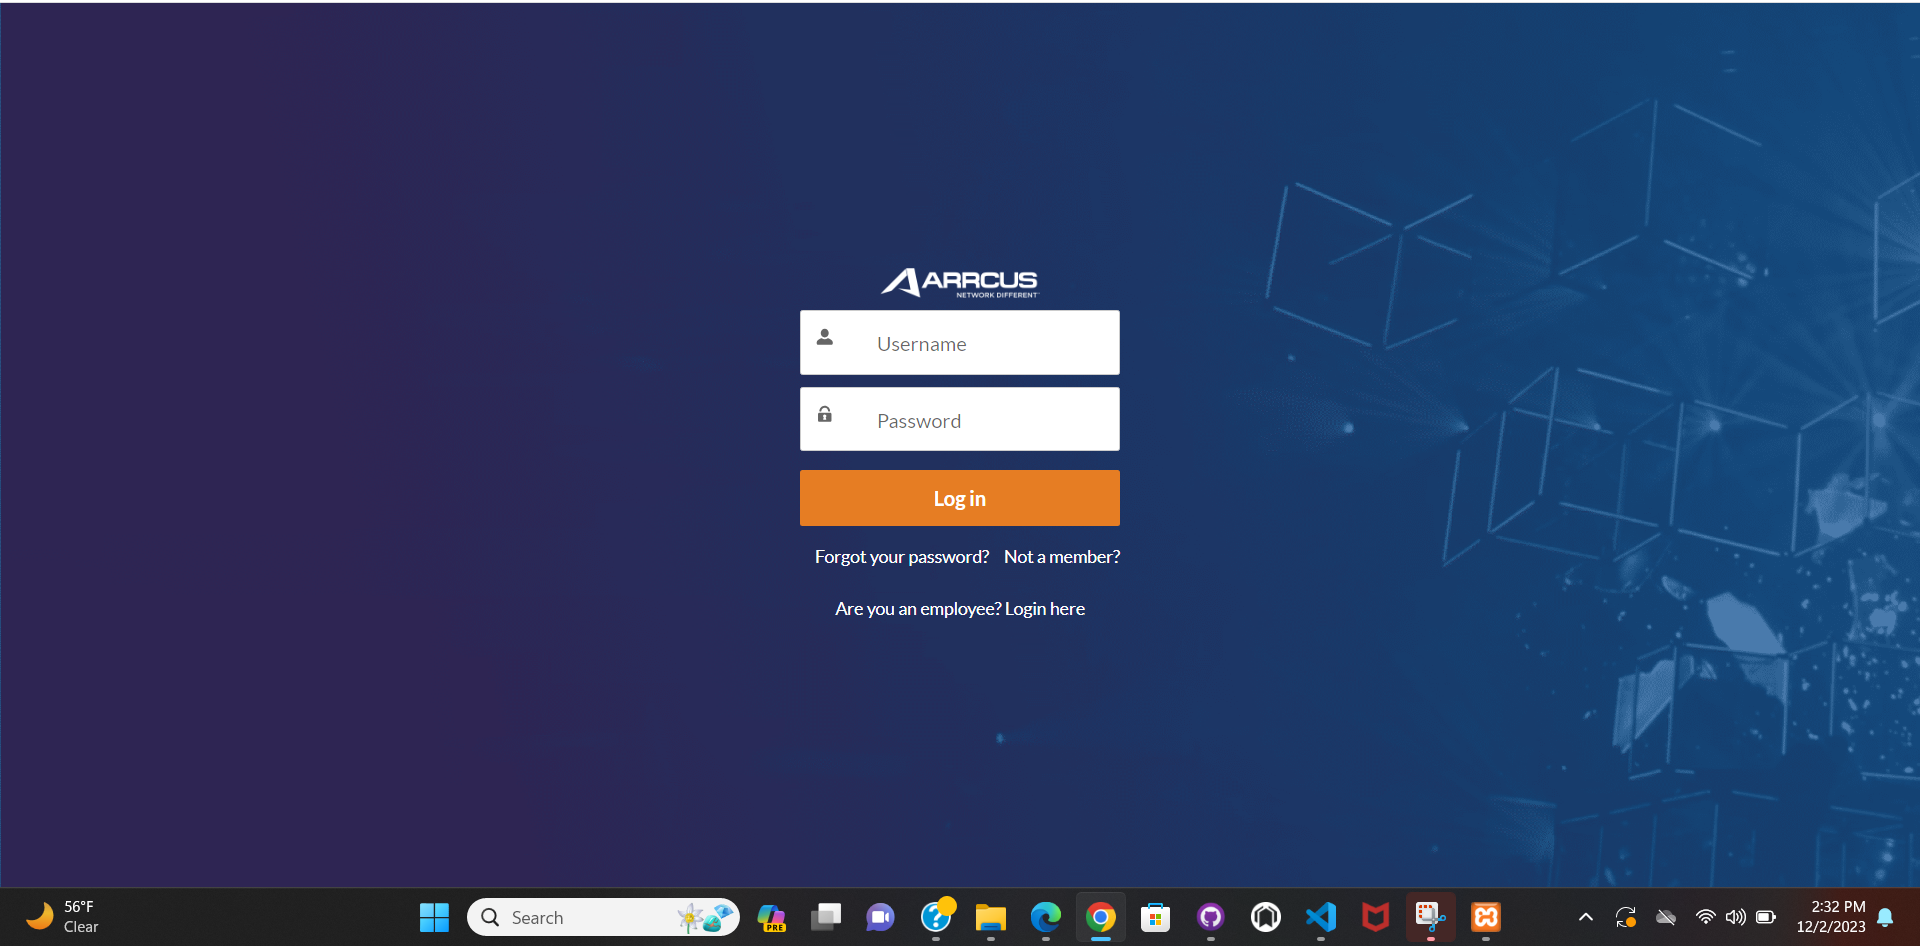 ARRCUS
NETWORK DIFFERENT
Username
Password
Log in
Forgot your password? Not a member?
Are you an employee? Login here
56°F
Clear
Search
PRE
2:32 PM
12/2/2023